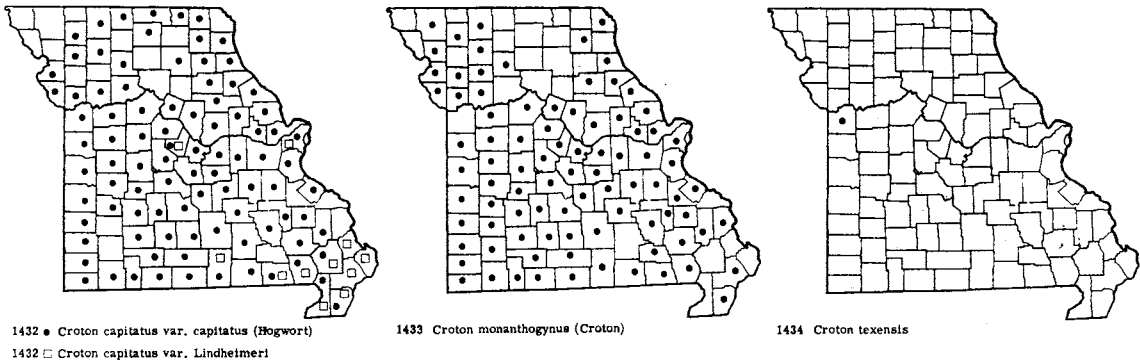 1432 ● Croton capitatus var. capitatus (Hogwort)
1432 □ Croton capitatus var. Lindheimeri
1433 Croton monanthogynus (Croton)
1434 Croton texensis